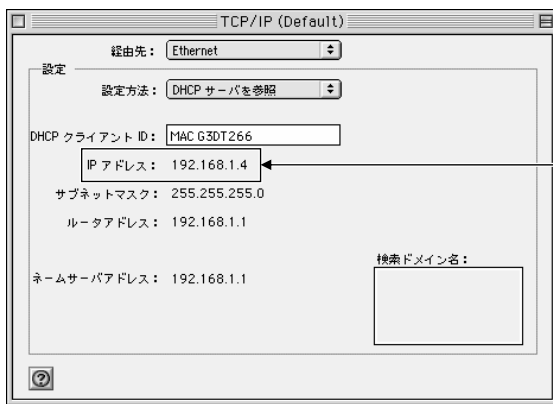 TCP/IP (Default)
経由先： Ethernet
設定
設定方法： DHCP サーバを参照
DHCP クライアント ID： MAC G3DT266
IP アドレス： 192.168.1.4
サブネットマスク： 255.255.255.0
ルータアドレス： 192.168.1.1
検索ドメイン名：
ネームサーバアドレス： 192.168.1.1
?